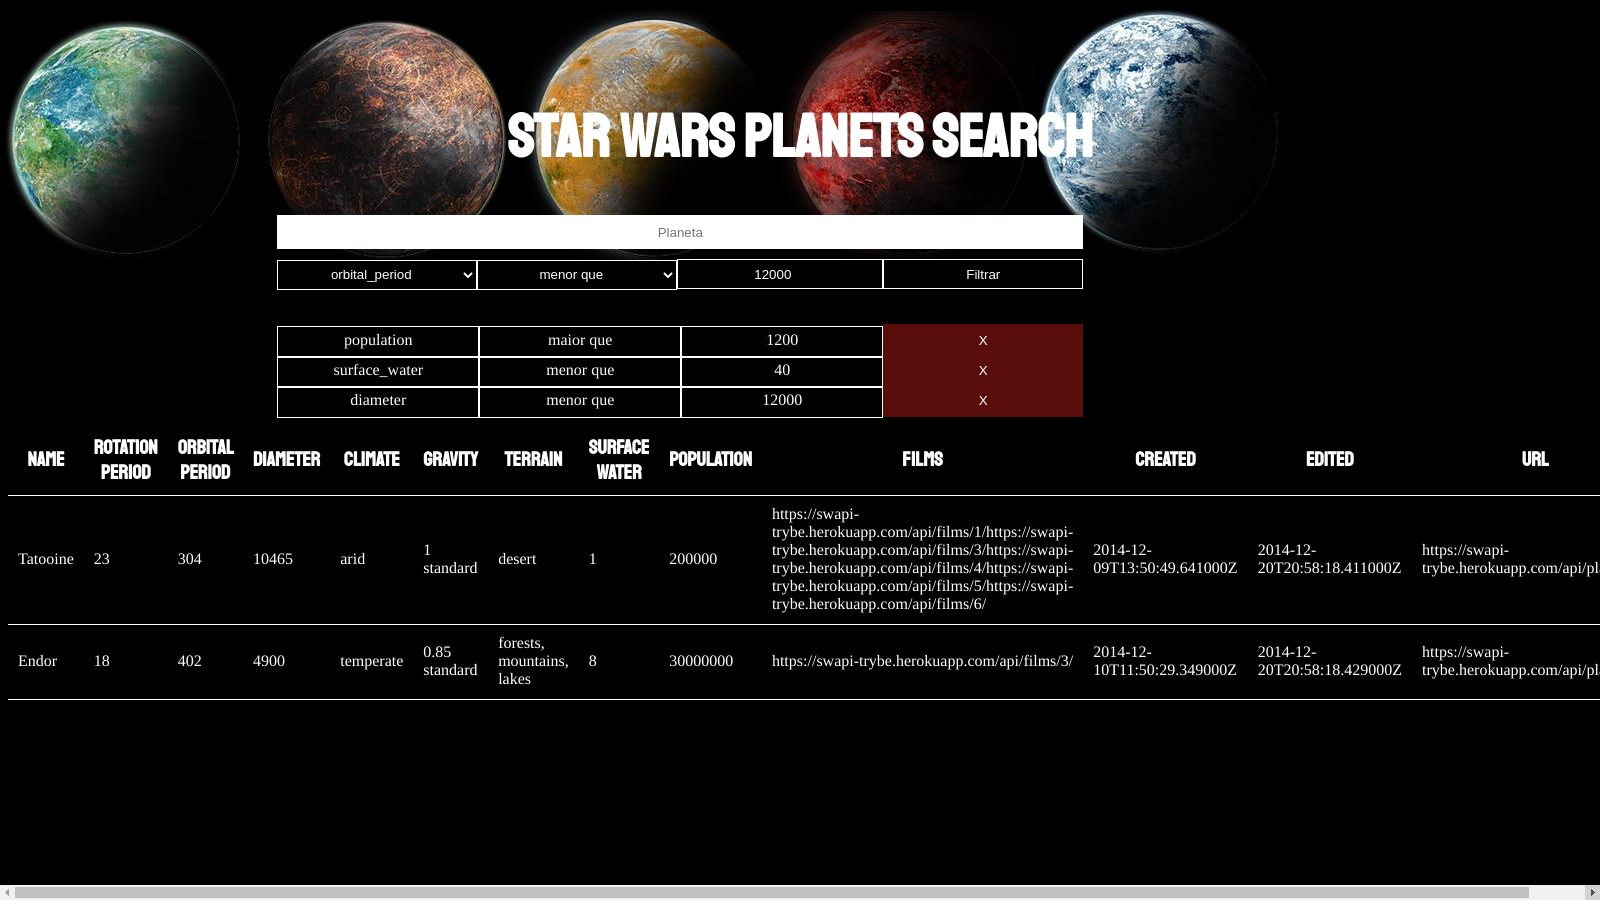 STAR WARS PLANETS SEARCH
Planeta
orbital_period menor que 12000 Filtrar
population maior que 1200 X
surface_water menor que 40 X
diameter menor que 12000 X
NAME ROTATION PERIOD ORBITAL PERIOD DIAMETER CLIMATE GRAVITY TERRAIN SURFACE WATER POPULATION FILMS CREATED EDITED URL
Tatooine 23 304 10465 arid 1 standard desert 1 200000
https://swapi-
trybe.herokuapp.com/api/films/1/https://swapi-
trybe.herokuapp.com/api/films/3/https://swapi-
trybe.herokuapp.com/api/films/4/https://swapi-
trybe.herokuapp.com/api/films/5/https://swapi-
trybe.herokuapp.com/api/films/6/
2014-12-
09T13:50:49.641000Z
2014-12-
20T20:58:18.411000Z
https://swapi-
trybe.herokuapp.com/api/pl
Endor 18 402 4900 temperate 0.85 standard forests, mountains, lakes 8 30000000 https://swapi-trybe.herokuapp.com/api/films/3/
2014-12-
10T11:50:29.349000Z
2014-12-
20T20:58:18.429000Z
https://swapi-
trybe.herokuapp.com/api/pl